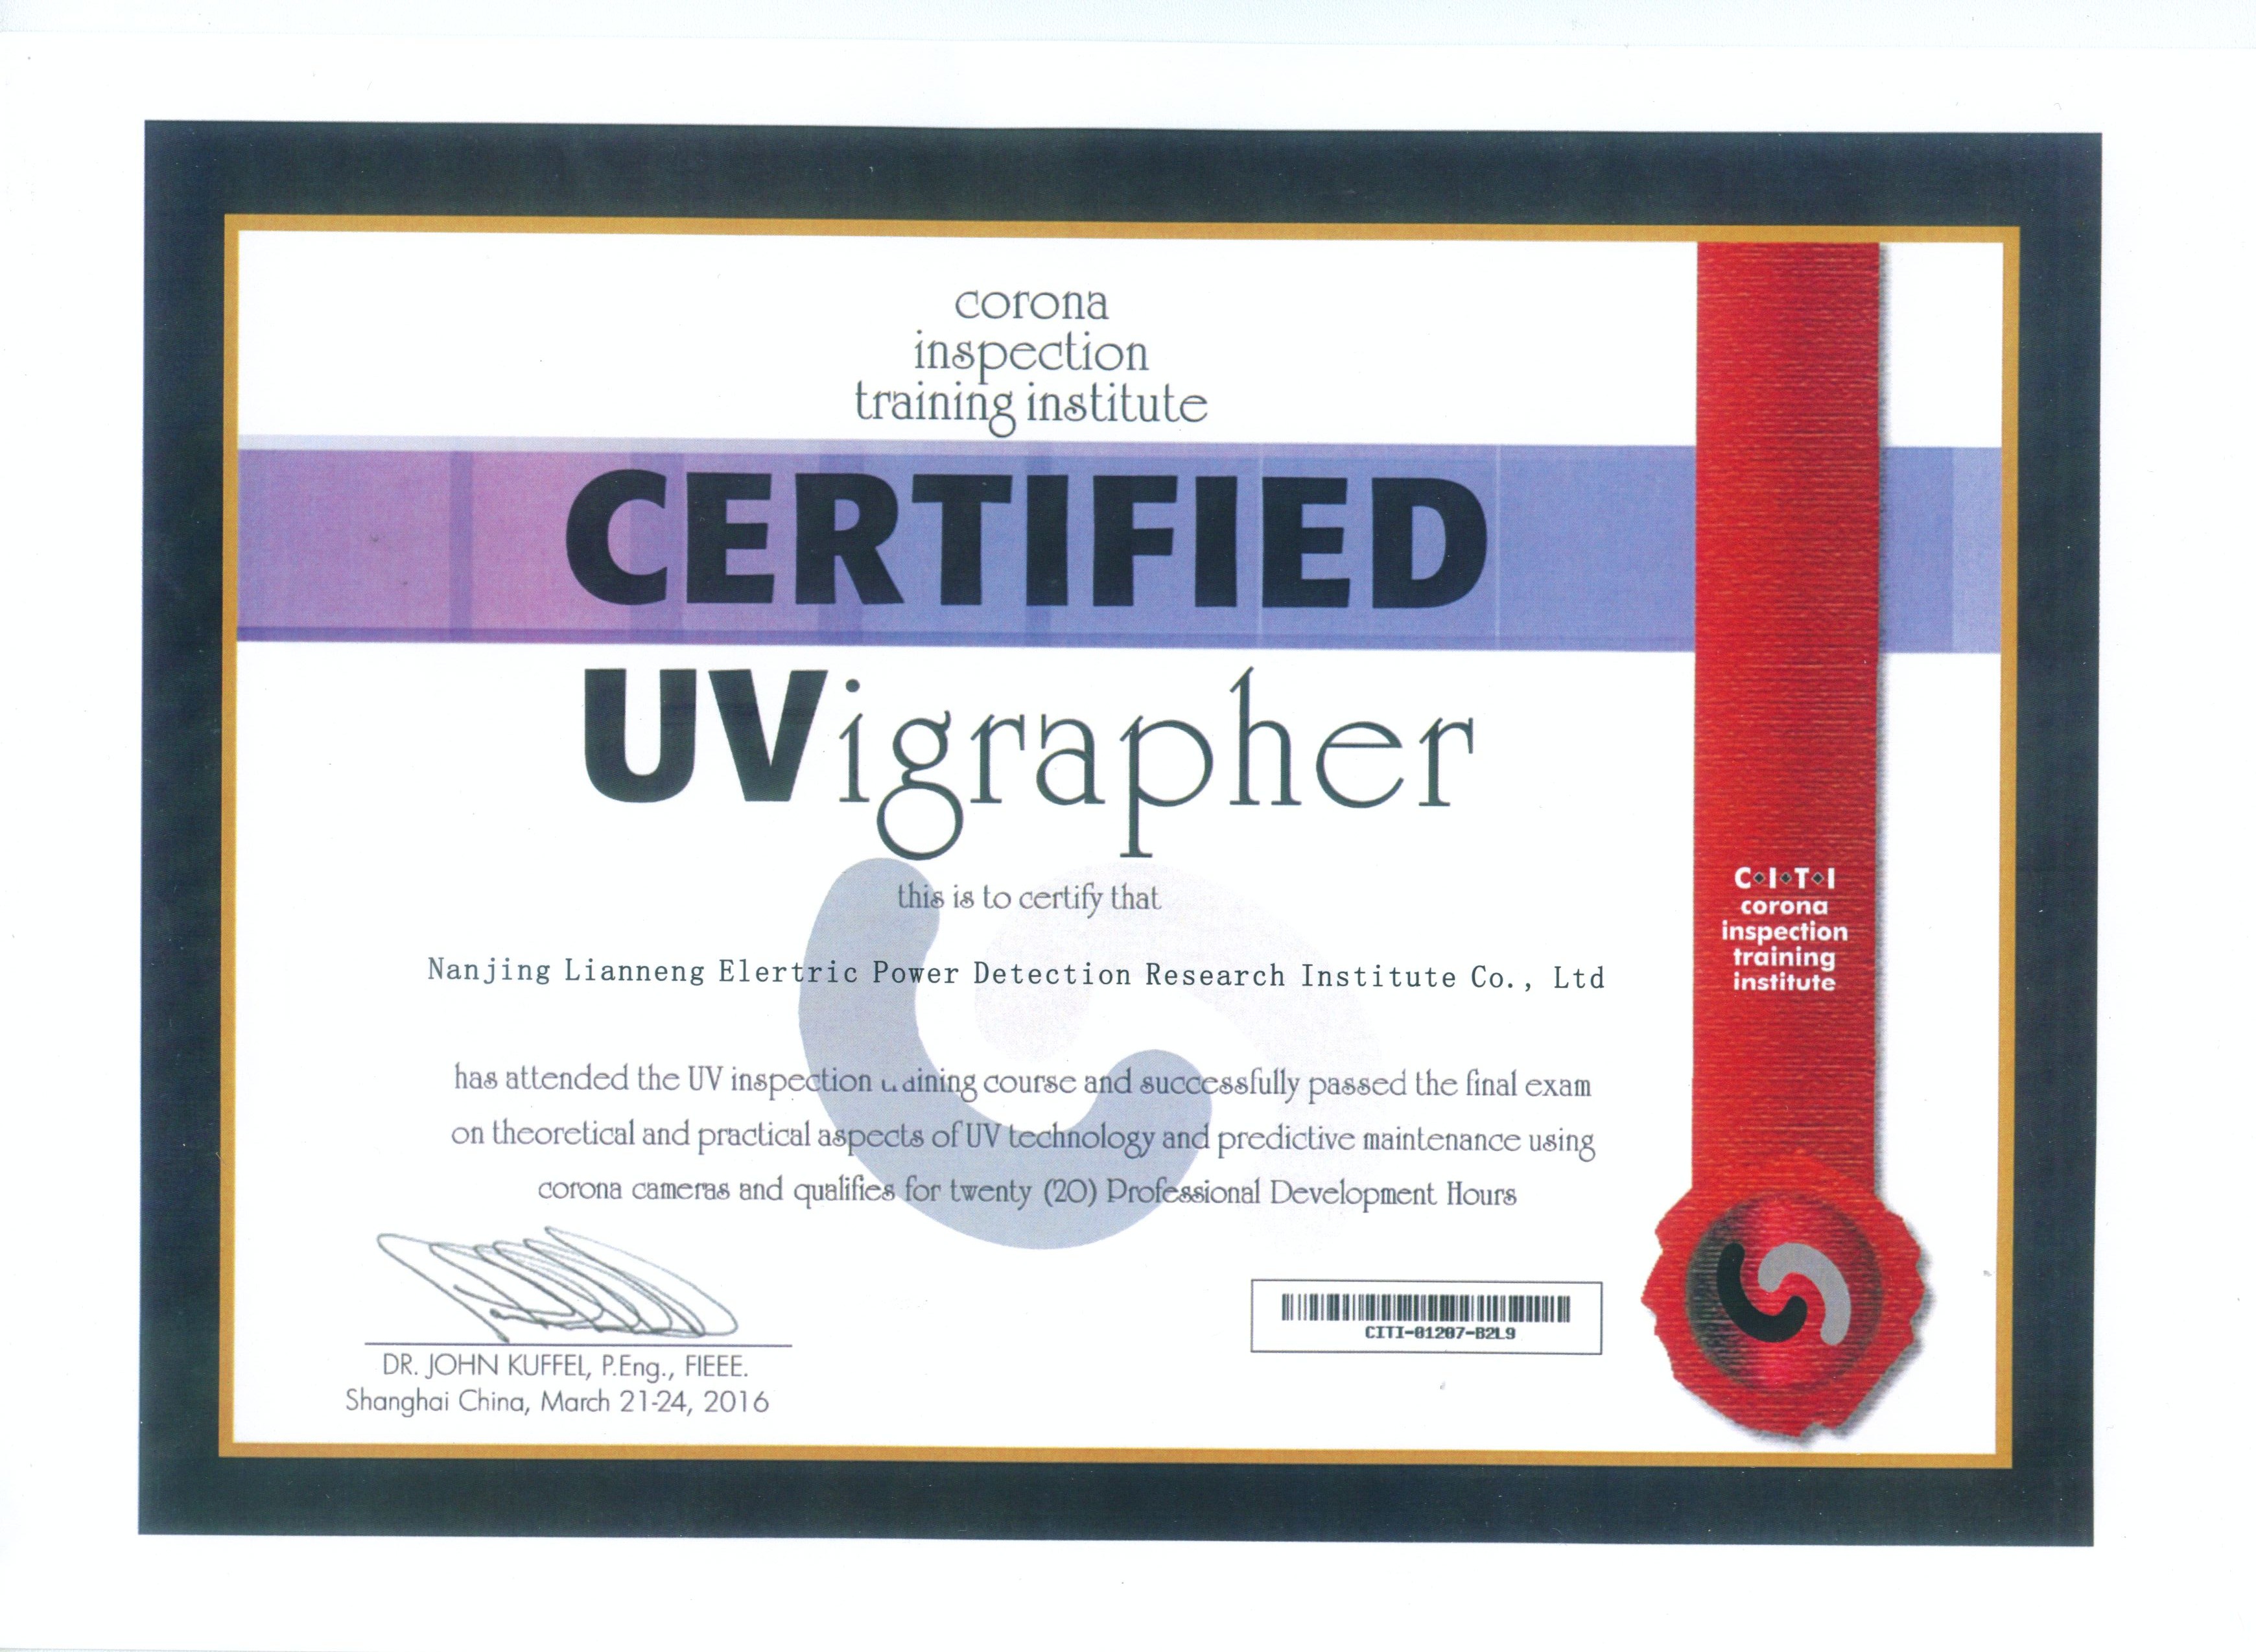 corona
inspection
training institute
CERTIFIED
UVigrapher
this is to certify that
Nanjing Lianneng Elertric Power Detection Research Institute Co., Ltd
has attended the UV inspection training course and successfully passed the final exam
on theoretical and practical aspects of UV technology and predictive maintenance using
corona cameras and qualifies for twenty (20) Professional Development Hours
DR. JOHN KUFFEL, P.Eng., FIEEE.
Shanghai China, March 21-24, 2016
CITI-01207-B2L9
C•I•T•I
corona
inspection
training
institute